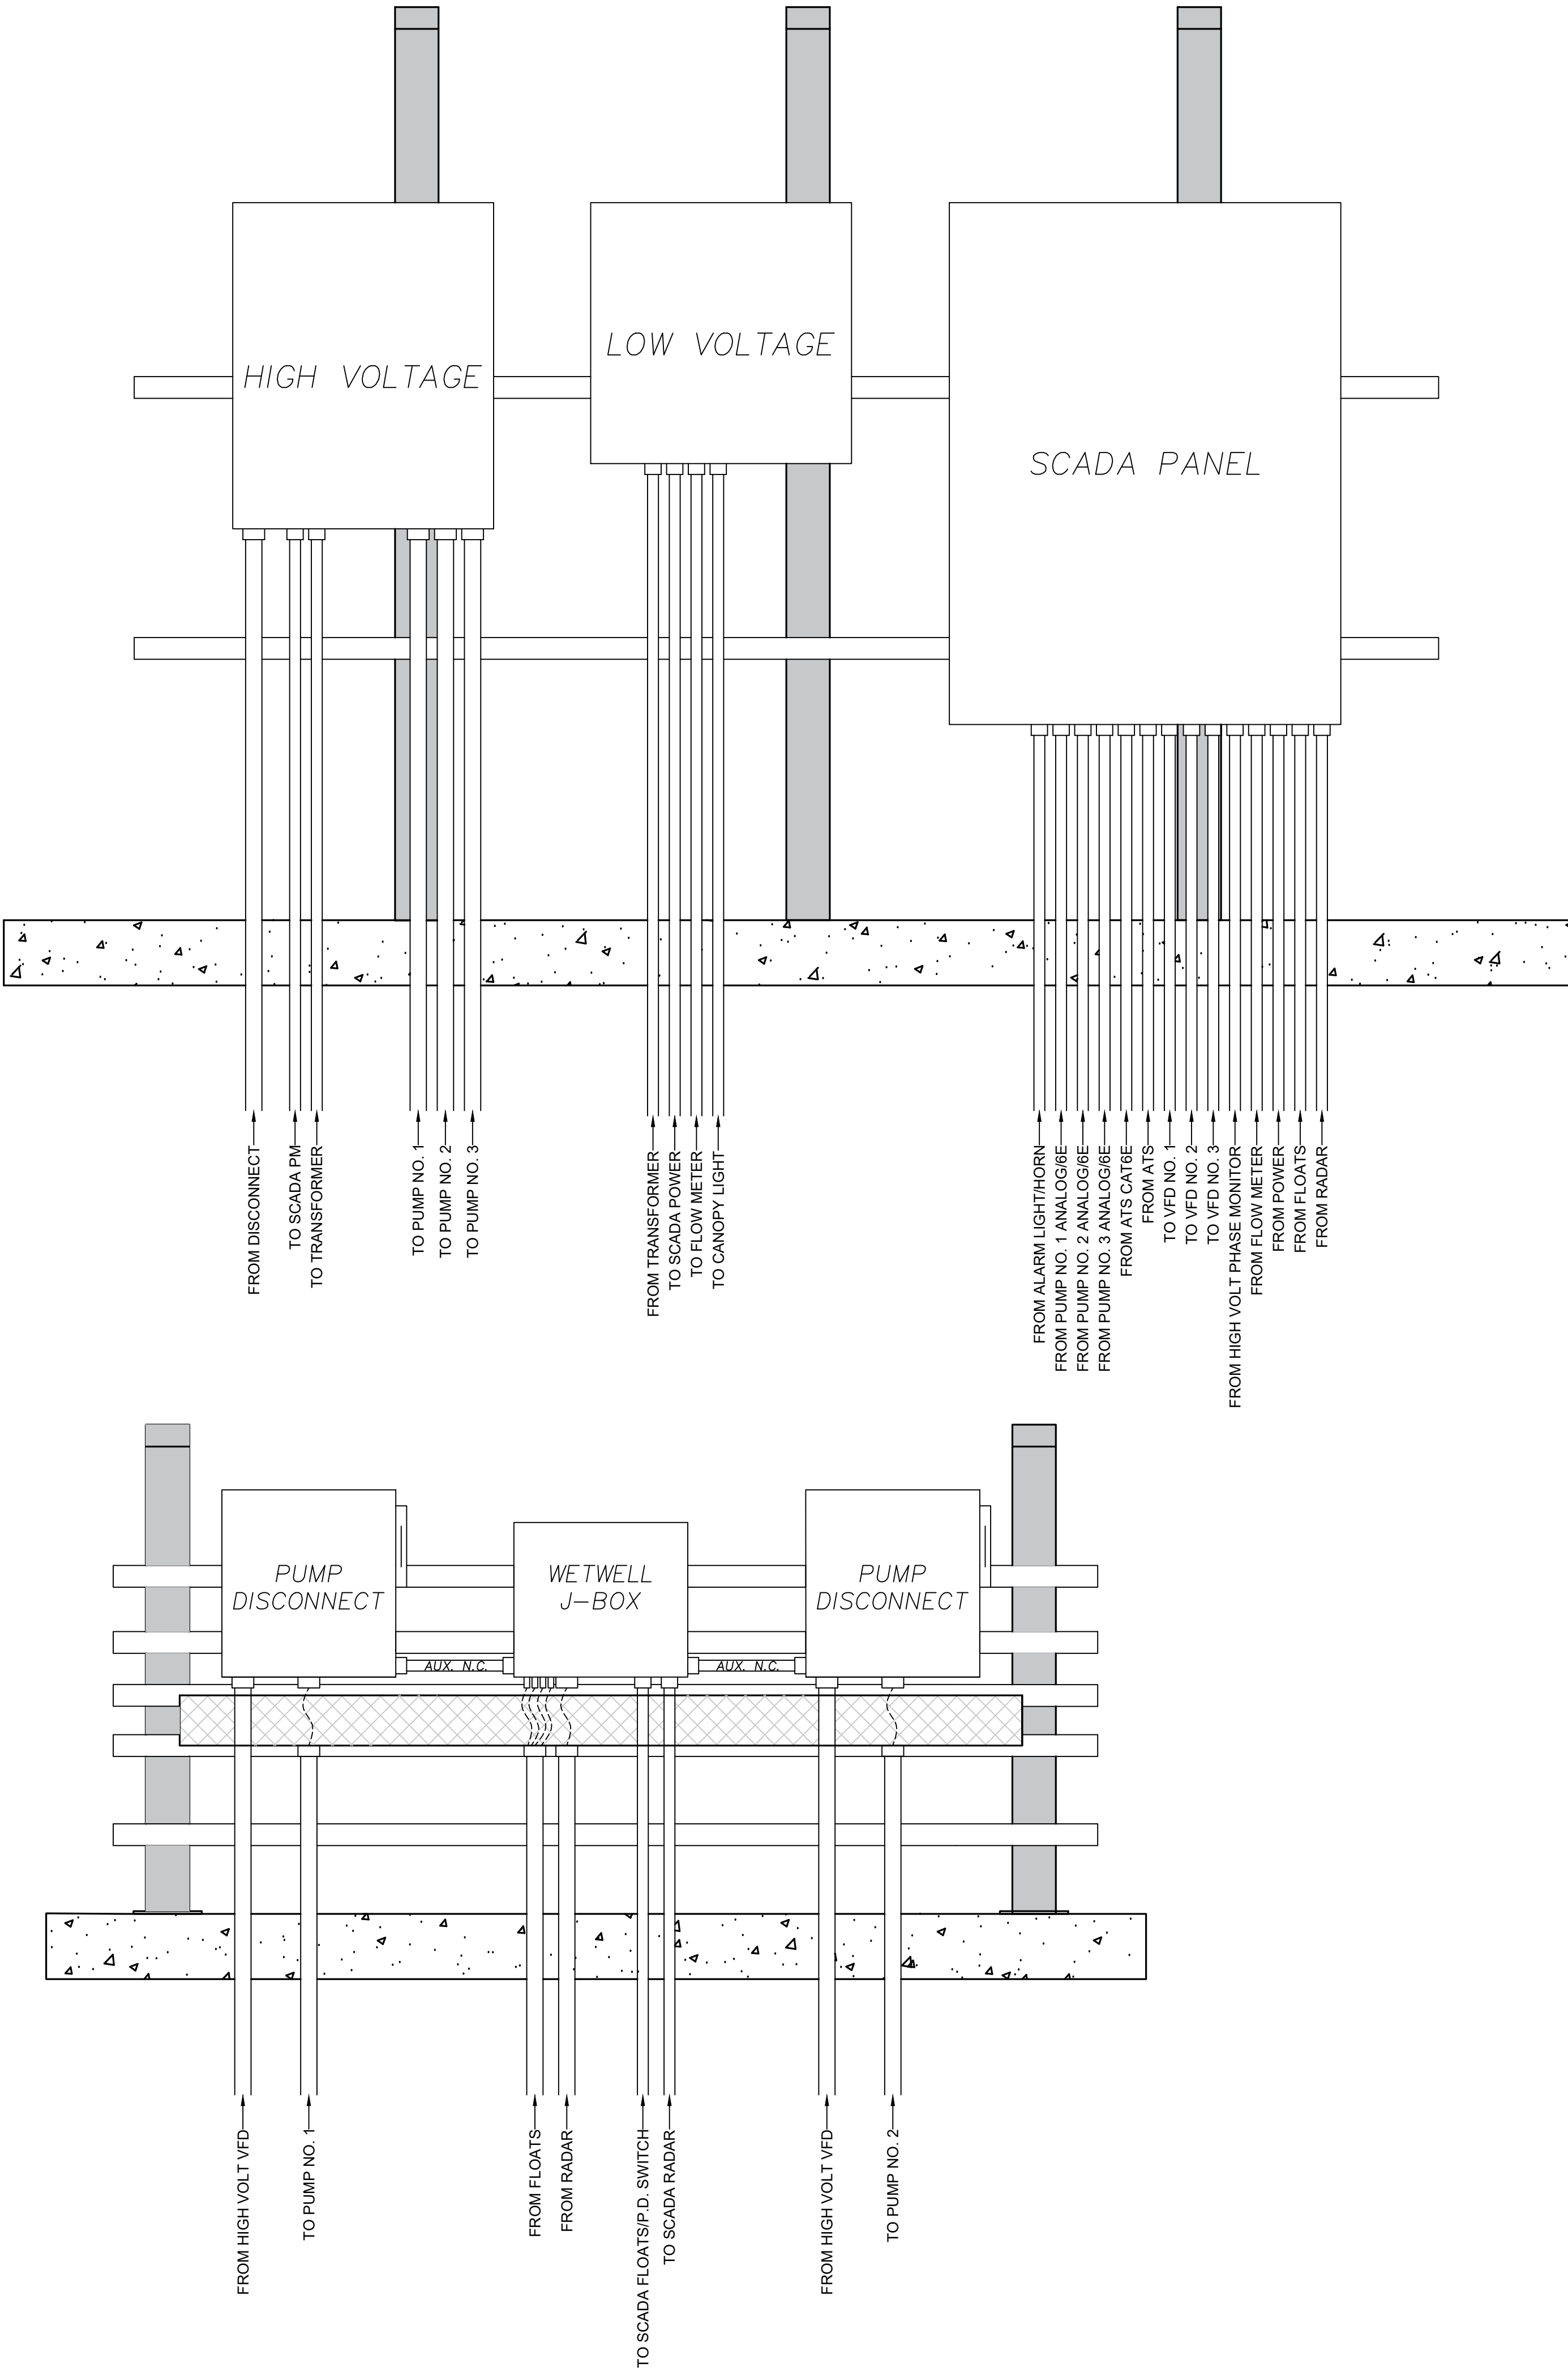 HIGH VOLTAGE
LOW VOLTAGE
SCADA PANEL
FROM DISCONNECT
TO SCADA PM
TO TRANSFORMER
TO PUMP NO. 1
TO PUMP NO. 2
TO PUMP NO. 3
FROM TRANSFORMER
TO SCADA POWER
TO FLOW METER
TO CANOPY LIGHT
FROM ALARM LIGHT/HORN
FROM PUMP NO. 1 ANALOG/6E
FROM PUMP NO. 2 ANALOG/6E
FROM PUMP NO. 3 ANALOG/6E
FROM ATS CAT6E
FROM ATS
TO VFD NO. 1
TO VFD NO. 2
TO VFD NO. 3
FROM HIGH VOLT PHASE MONITOR
FROM FLOW METER
FROM POWER
FROM FLOATS
FROM RADAR
PUMP
DISCONNECT
WETWELL
J-BOX
PUMP
DISCONNECT
AUX. N.C.
AUX. N.C.
FROM HIGH VOLT VFD
TO PUMP NO. 1
FROM FLOATS
FROM RADAR
TO SCADA FLOATS/P.D. SWITCH
TO SCADA RADAR
FROM HIGH VOLT VFD
TO PUMP NO. 2